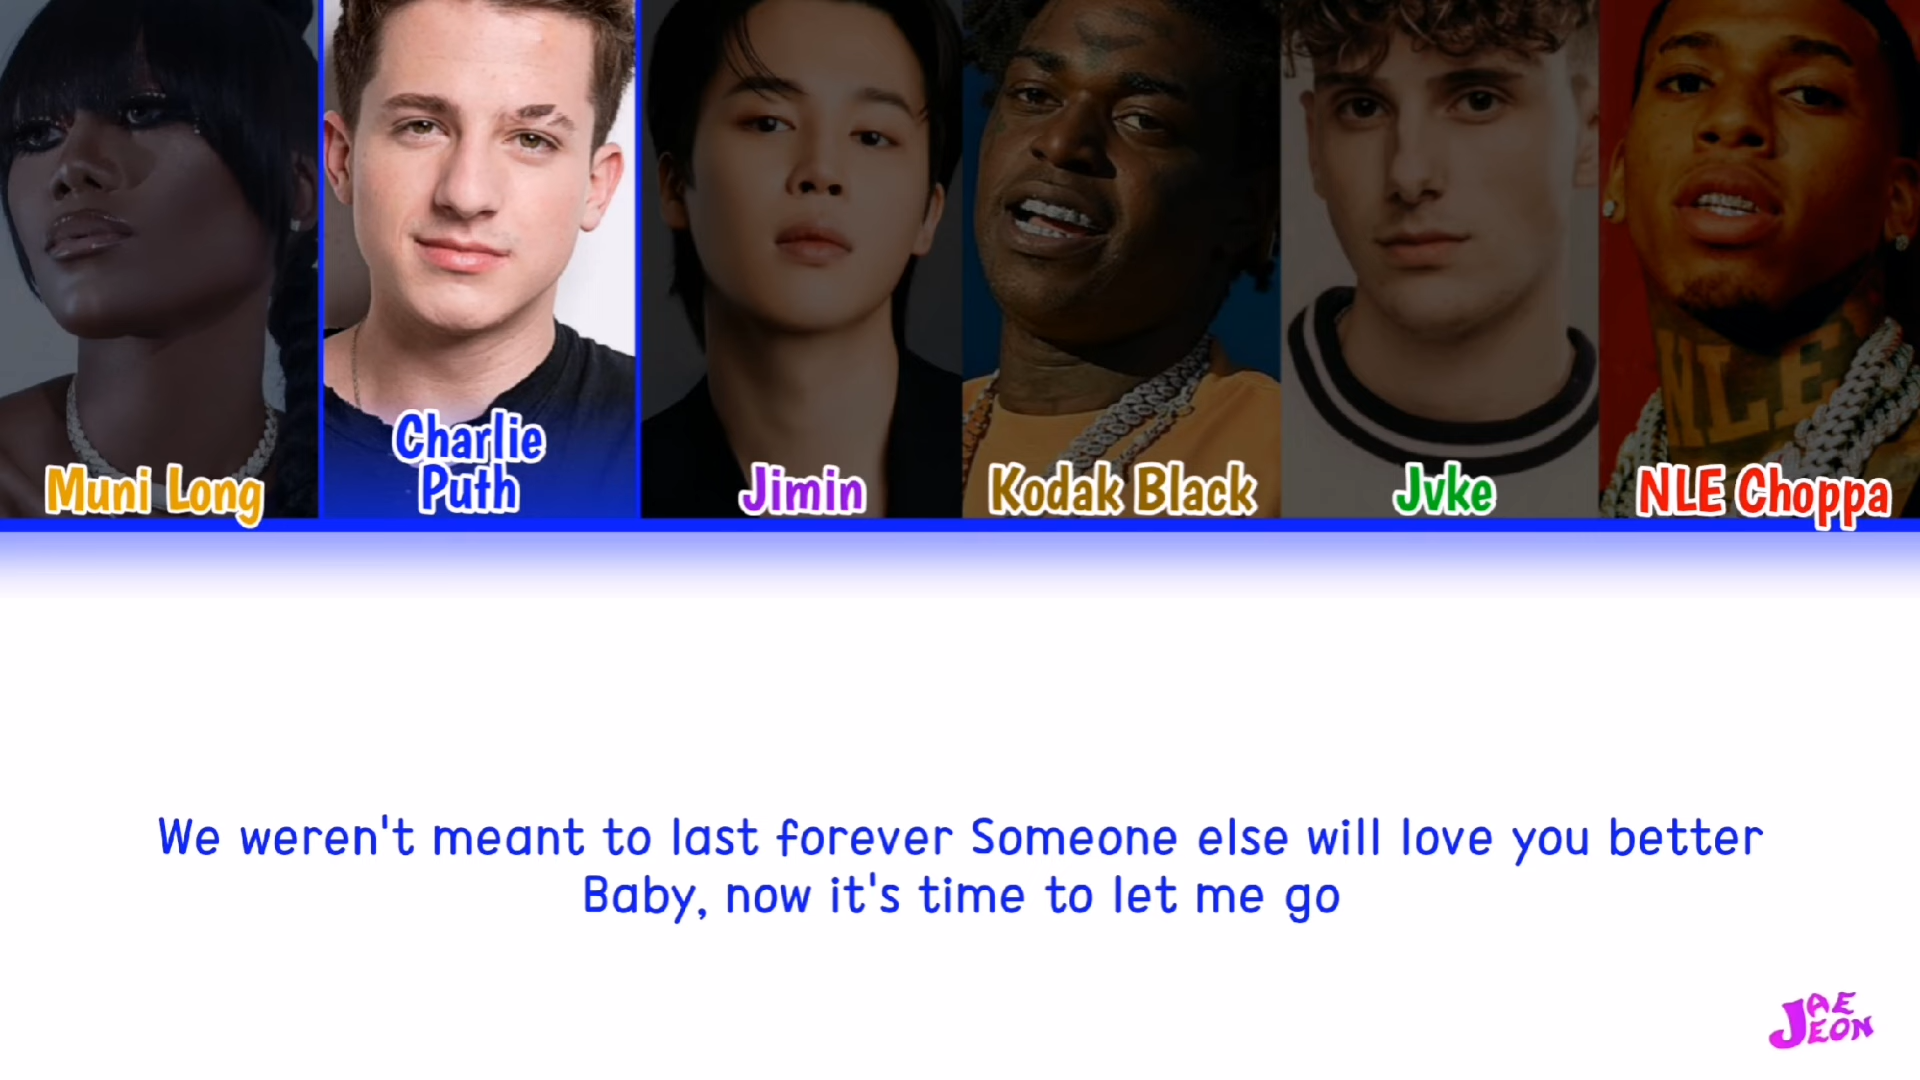 Muni Long
Charlie
Puth
Jimin
Kodak Black
Jvke
NLE Choppa
NLE
We weren't meant to last forever Someone else will love you better
Baby, now it's time to let me go
JAE
JEON